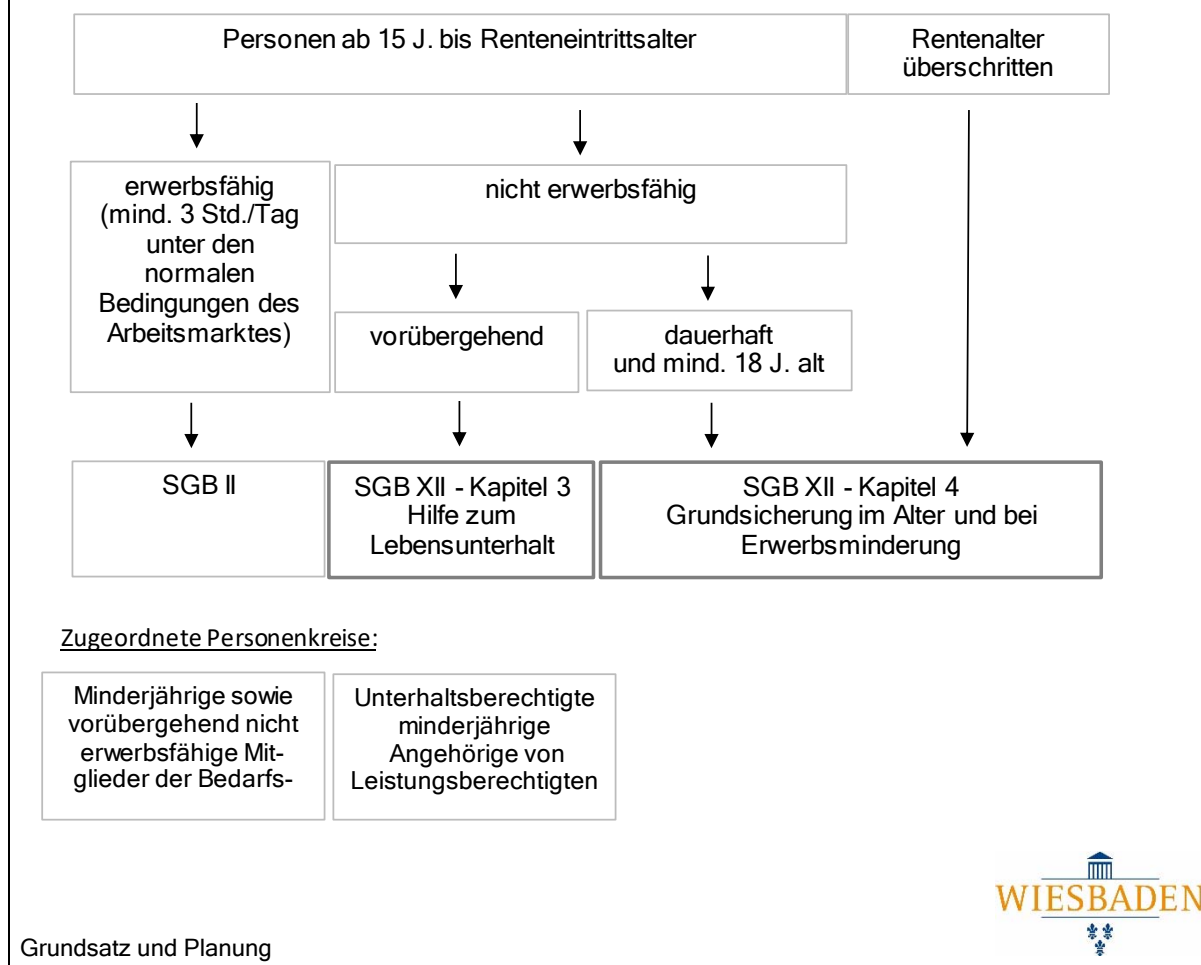 Personen ab 15 J. bis Renteneintrittsalter
Rentenalter
überschritten
erwerbsfähig
(mind. 3 Std./Tag
unter den
normalen
Bedingungen des
Arbeitsmarktes)
nicht erwerbsfähig
vorübergehend
dauerhaft
und mind. 18 J. alt
SGB II
SGB XII - Kapitel 3
Hilfe zum
Lebensunterhalt
SGB XII - Kapitel 4
Grundsicherung im Alter und bei
Erwerbsminderung
Zugeordnete Personenkreise:
Minderjährige sowie
vorübergehend nicht
erwerbsfähige Mit-
glieder der Bedarfs-
Unterhaltsberechtigte
minderjährige
Angehörige von
Leistungsberechtigten
WIESBADEN
Grundsatz und Planung